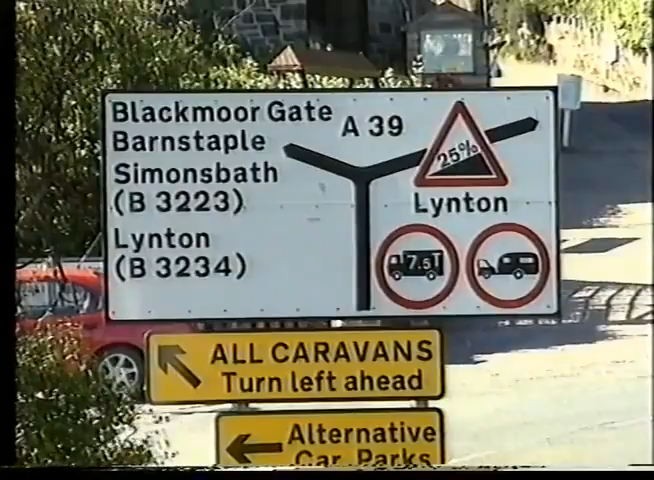 Blackmoor Gate
Barnstaple
A 39
Simonsbath
(B 3223)
Lynton
(B 3234)
25%
Lynton
7.5T
ALL CARAVANS
Turn left ahead
Alternative
Car Parks